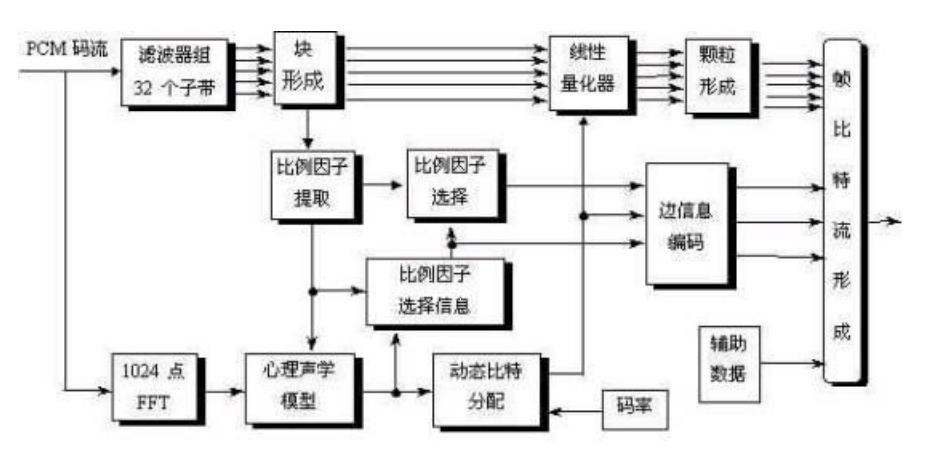 PCM 码流
滤波器组
32 个子带
块
形成
线性
量化器
颗粒
形成
帧
比
特
流
形
成
比例因子
提取
比例因子
选择
边信息
编码
比例因子
选择信息
辅助
数据
1024 点
FFT
心理声学
模型
动态比特
分配
码率